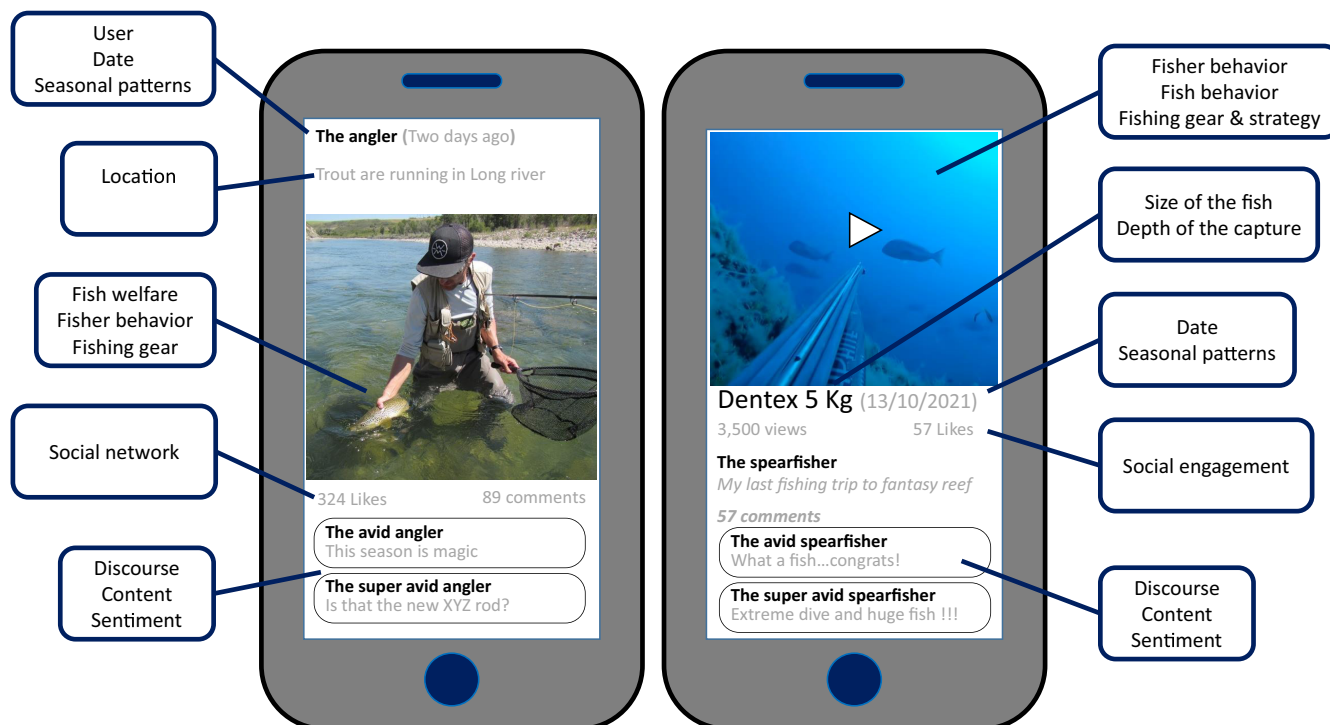 User
Date
Seasonal patterns
Location
Fish welfare
Fisher behavior
Fishing gear
Social network
Discourse
Content
Sentiment
The angler (Two days ago)
Trout are running in Long river
324 Likes 89 comments
The avid angler
This season is magic
The super avid angler
Is that the new XYZ rod?
Dentex 5 Kg (13/10/2021)
3,500 views 57 Likes
The spearfisher
My last fishing trip to fantasy reef
57 comments
The avid spearfisher
What a fish...congrats!
The super avid spearfisher
Extreme dive and huge fish !!!
Fisher behavior
Fish behavior
Fishing gear & strategy
Size of the fish
Depth of the capture
Date
Seasonal patterns
Social engagement
Discourse
Content
Sentiment